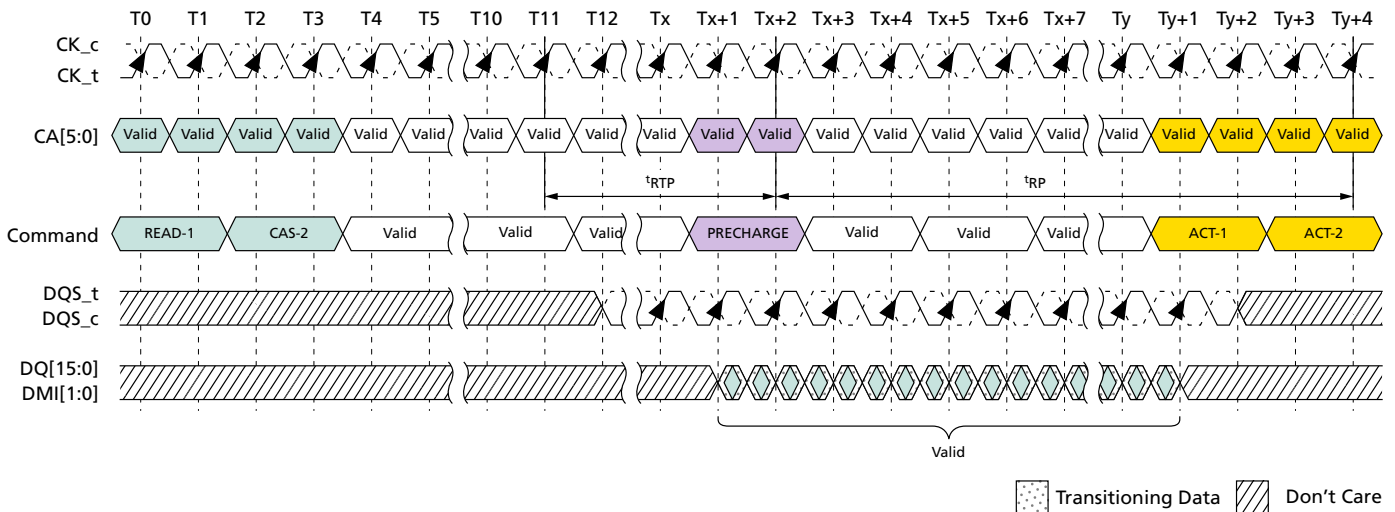 T0 T1 T2 T3 T4 T5 T10 T11 T12 Tx Tx+1 Tx+2 Tx+3 Tx+4 Tx+5 Tx+6 Tx+7 Ty Ty+1 Ty+2 Ty+3 Ty+4
CK_c
CK_t
CA[5:0] Valid Valid Valid Valid Valid Valid Valid Valid Valid Valid Valid Valid Valid Valid Valid Valid Valid Valid Valid Valid Valid Valid
tRTP tRP
Command READ-1 CAS-2 Valid Valid Valid PRECHARGE Valid Valid Valid ACT-1 ACT-2
DQS_t
DQS_c
DQ[15:0]
DMI[1:0]
Valid
Transitioning Data Don't Care